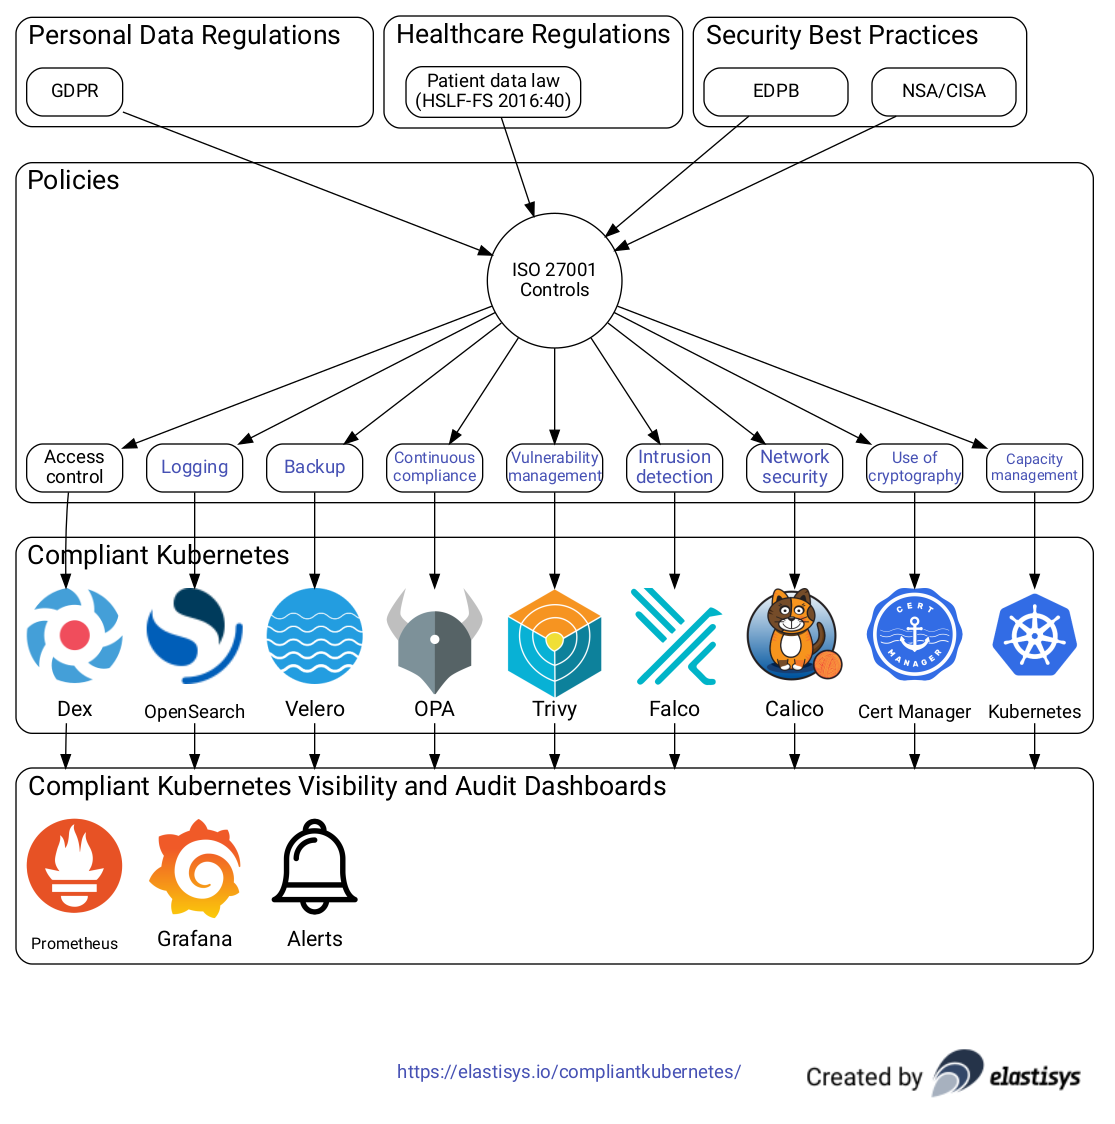 Personal Data Regulations
GDPR
Healthcare Regulations
Patient data law
(HSLF-FS 2016:40)
Security Best Practices
EDPB
NSA/CISA
Policies
ISO 27001
Controls
Access
control
Logging
Backup
Continuous
compliance
Vulnerability
management
Intrusion
detection
Network
security
Use of
cryptography
Capacity
management
Compliant Kubernetes
CERT
MANAGER
Dex
OpenSearch
Velero
OPA
Trivy
Falco
Calico
Cert Manager
Kubernetes
Compliant Kubernetes Visibility and Audit Dashboards
Prometheus
Grafana
Alerts
https://elastisys.io/compliantkubernetes/
Created by elastisys